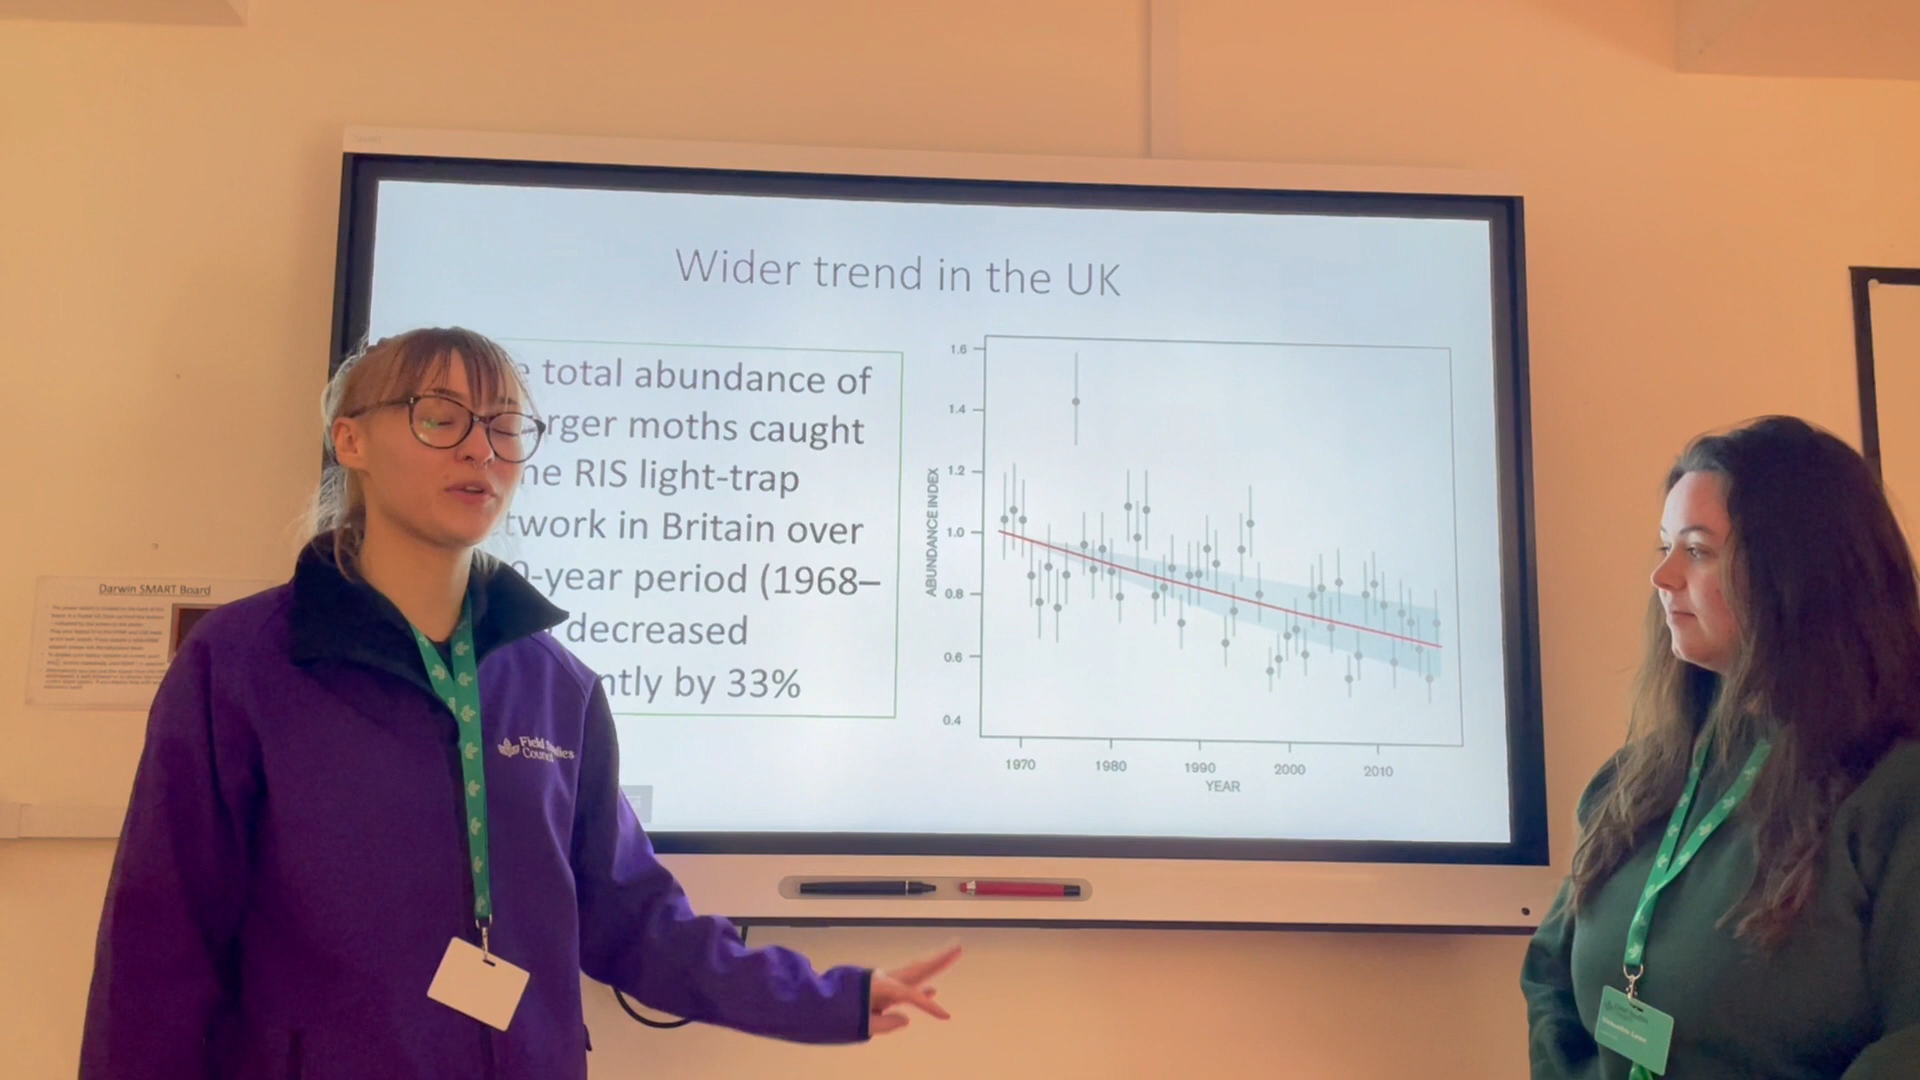 Wider trend in the UK
total abundance of
rger moths caught
he RIS light-trap
twork in Britain over
0-year period (1968–
decreased
ntly by 33%
1.6
1.4
1.2
1.0
0.8
0.6
0.4
ABUNDANCE INDEX
1970 1980 1990 2000 2010
YEAR
Darwin SMART Board
Field Studies
Council